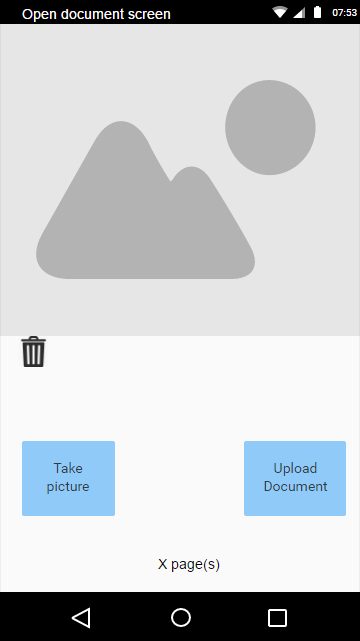 Open document screen
07:53
Take
picture
Upload
Document
X page(s)